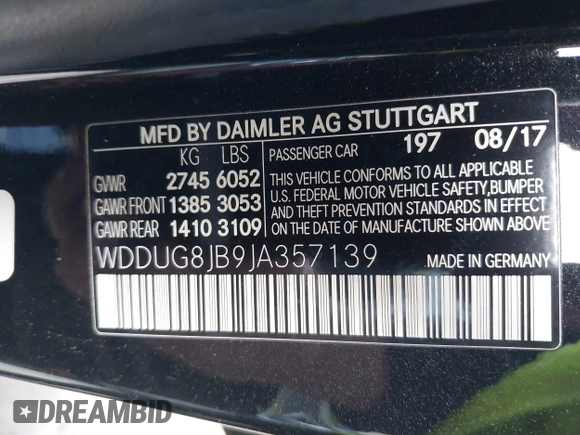 MFD BY DAIMLER AG STUTTGART
KG LBS PASSENGER CAR 197 08/17
GVWR 2745 6052
GAWR FRONT 1385 3053
GAWR REAR 1410 3109
THIS VEHICLE CONFORMS TO ALL APPLICABLE
U.S. FEDERAL MOTOR VEHICLE SAFETY,BUMPER
AND THEFT PREVENTION STANDARDS IN EFFECT
ON THE DATE OF MANUFACTURE SHOWN ABOVE.
WDDUG8JB9JA357139 MADE IN GERMANY
DREAMBID